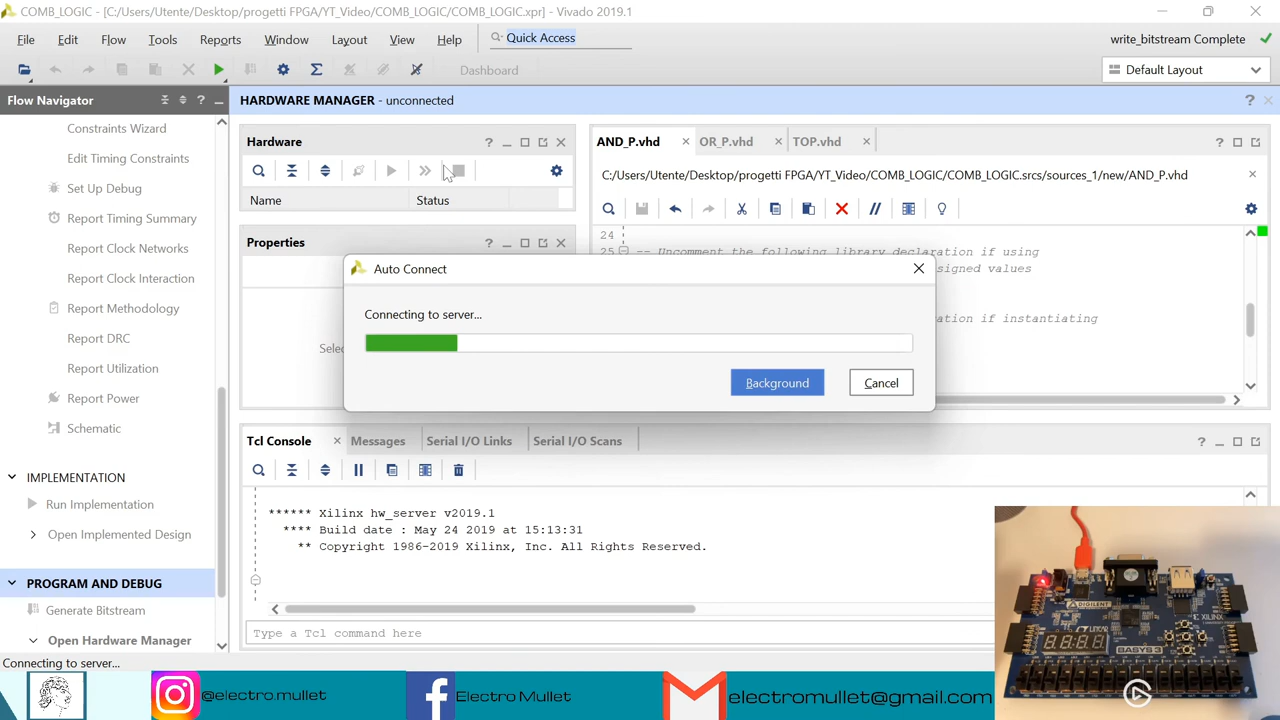 COMB_LOGIC - [C:/Users/Utente/Desktop/progetti FPGA/YT_Video/COMB_LOGIC/COMB_LOGIC.xpr] - Vivado 2019.1
File Edit Flow Tools Reports Window Layout View Help Quick Access
write_bitstream Complete
Dashboard
Default Layout
Flow Navigator
Constraints Wizard
Edit Timing Constraints
Set Up Debug
Report Timing Summary
Report Clock Networks
Report Clock Interaction
Report Methodology
Report DRC
Report Utilization
Report Power
Schematic
IMPLEMENTATION
Run Implementation
Open Implemented Design
PROGRAM AND DEBUG
Generate Bitstream
Open Hardware Manager
HARDWARE MANAGER - unconnected
Hardware
Name Status
Properties
AND_P.vhd OR_P.vhd TOP.vhd
C:/Users/Utente/Desktop/progetti FPGA/YT_Video/COMB_LOGIC/COMB_LOGIC.srcs/sources_1/new/AND_P.vhd
24
25 -- Uncomment the following library declaration if using
signed values
ation if instantiating
Auto Connect
Connecting to server...
Background Cancel
Selec
Tcl Console Messages Serial I/O Links Serial I/O Scans
****** Xilinx hw_server v2019.1
**** Build date : May 24 2019 at 15:13:31
** Copyright 1986-2019 Xilinx, Inc. All Rights Reserved.
Type a Tcl command here
Connecting to server...
DIGILENT
XILINX
LINEAR
BASYS 3
@electro.mullet
Electro Mullet
electromullet@gmail.com